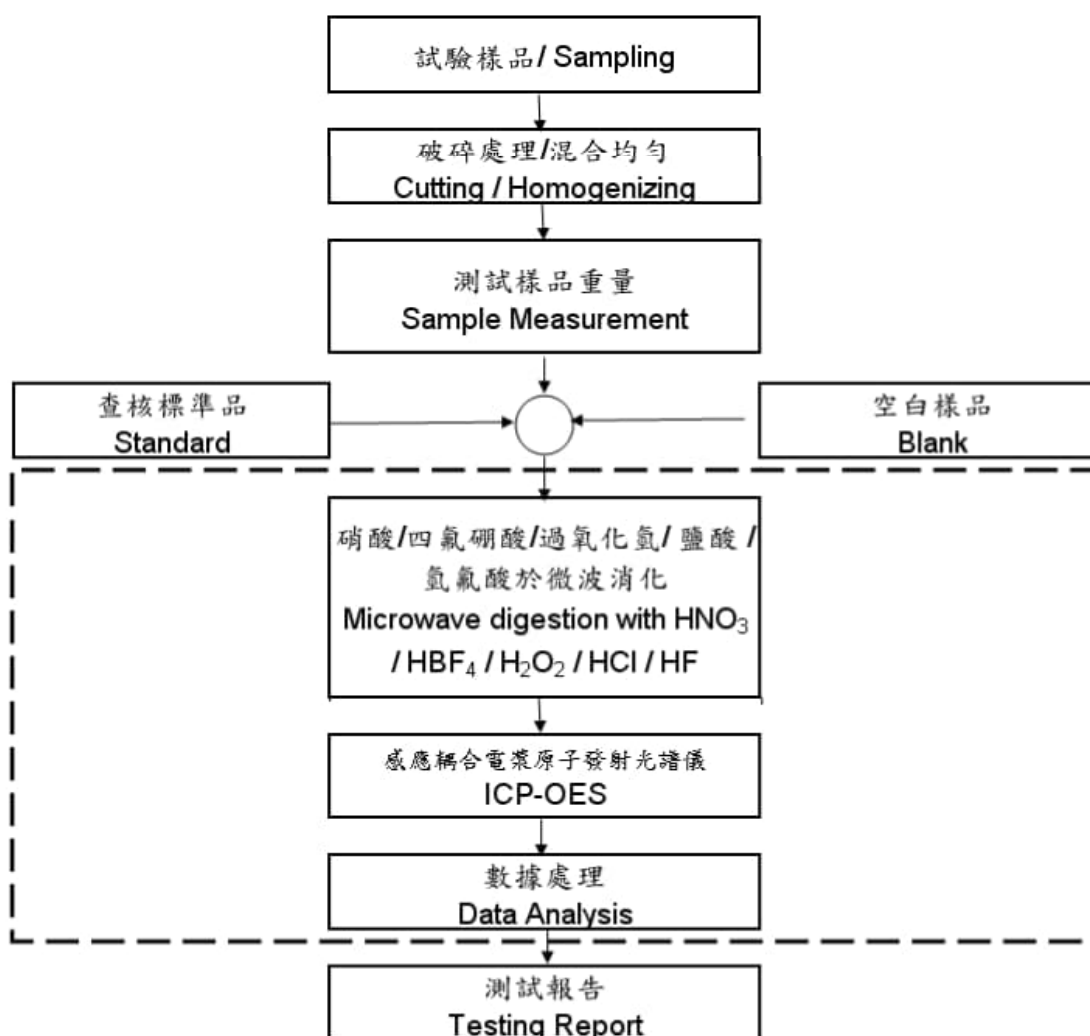 試驗樣品/ Sampling
破碎處理/混合均勻
Cutting / Homogenizing
測試樣品重量
Sample Measurement
查核標準品
Standard
空白樣品
Blank
硝酸/四氟硼酸/過氧化氫/ 鹽酸 /
氫氟酸於微波消化
Microwave digestion with HNO₃
/ HBF₄ / H₂O₂ / HCl / HF
感應耦合電漿原子發射光譜儀
ICP-OES
數據處理
Data Analysis
測試報告
Testing Report